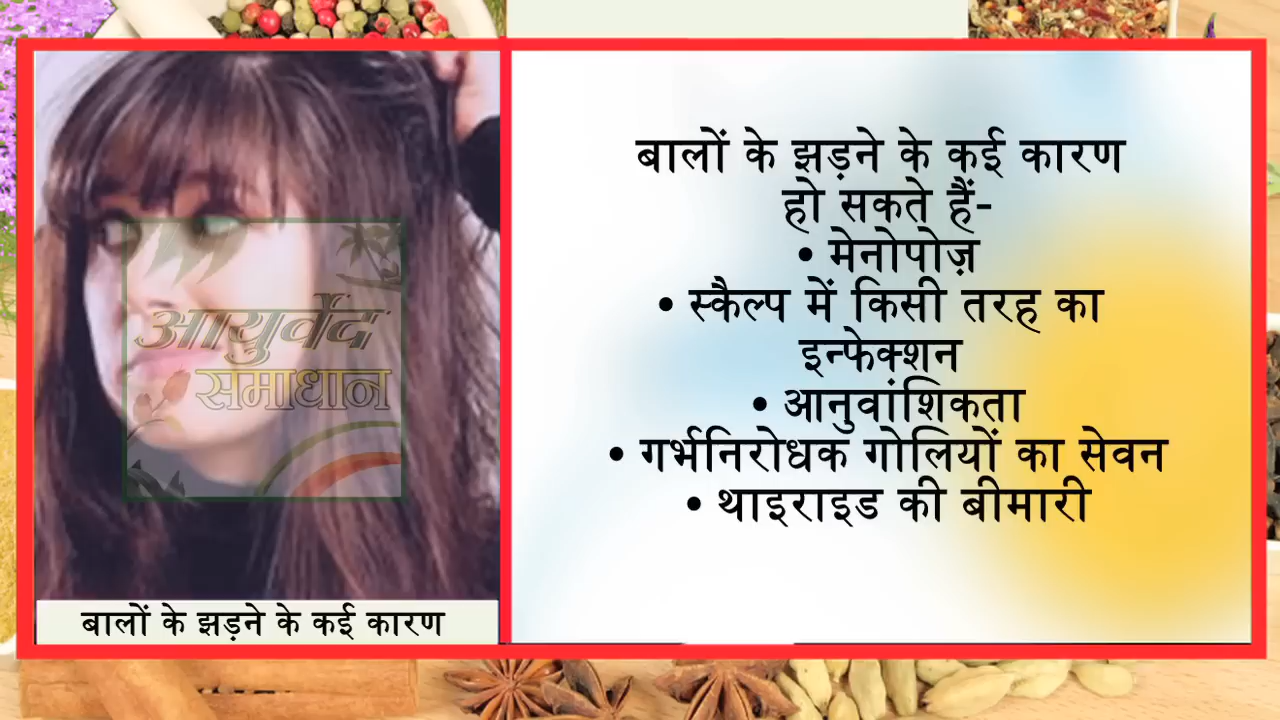 बालों के झड़ने के कई कारण
हो सकते हैं-
• मेनोपोज़
• स्कैल्प में किसी तरह का
इन्फेक्शन
• आनुवांशिकता
• गर्भनिरोधक गोलियों का सेवन
• थाइराइड की बीमारी
आयुर्वेद
समाधान
बालों के झड़ने के कई कारण